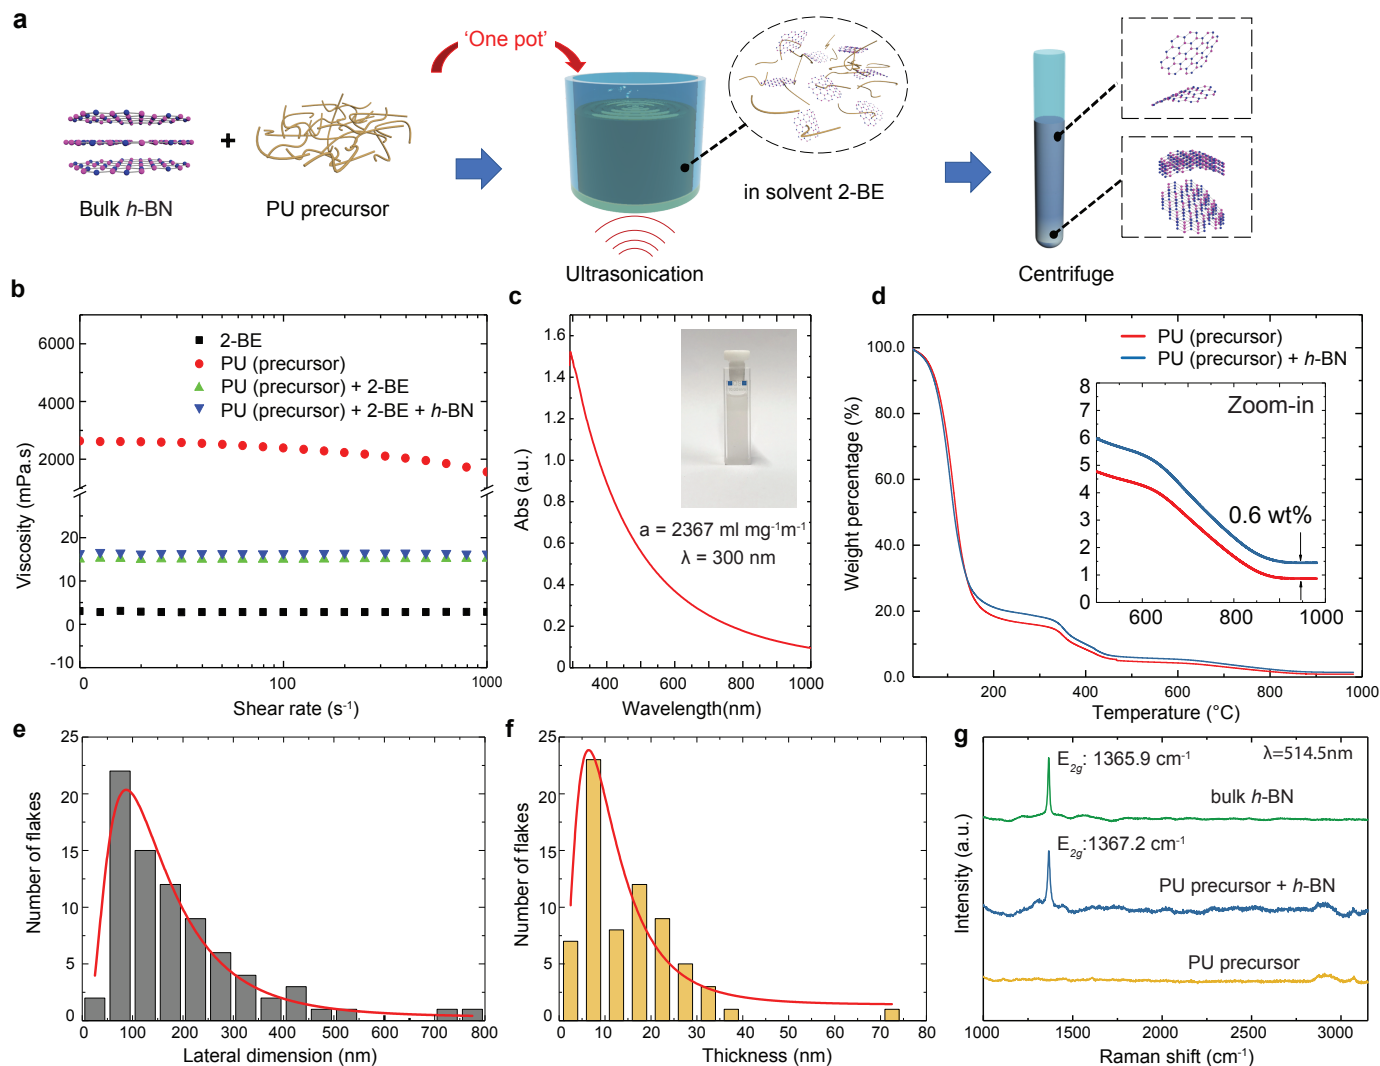 a
'One pot'
Bulk h-BN
+
PU precursor
in solvent 2-BE
Ultrasonication
Centrifuge
b
2-BE
PU (precursor)
PU (precursor) + 2-BE
PU (precursor) + 2-BE + h-BN
6000
4000
2000
20
10
0
-10
0
100
1000
Viscosity (mPa.s)
Shear rate (s⁻¹)
c
1.6
1.4
1.2
1.0
0.8
0.6
0.4
0.2
0
400
600
800
1000
a = 2367 ml mg⁻¹m⁻¹
λ = 300 nm
Abs (a.u.)
Wavelength(nm)
d
PU (precursor)
PU (precursor) + h-BN
100.0
80.0
60.0
40.0
20.0
0.0
200
400
600
800
1000
Weight percentage (%)
Temperature (°C)
Zoom-in
0.6 wt%
8
7
6
5
4
3
2
1
0
600
800
1000
e
25
20
15
10
5
0
0
100
200
300
400
500
600
700
800
Number of flakes
Lateral dimension (nm)
f
25
20
15
10
5
0
0
10
20
30
40
50
60
70
80
Number of flakes
Thickness (nm)
g
E2g: 1365.9 cm⁻¹
λ=514.5nm
bulk h-BN
E2g:1367.2 cm⁻¹
PU precursor + h-BN
PU precursor
1000
1500
2000
2500
3000
Intensity (a.u.)
Raman shift (cm⁻¹)